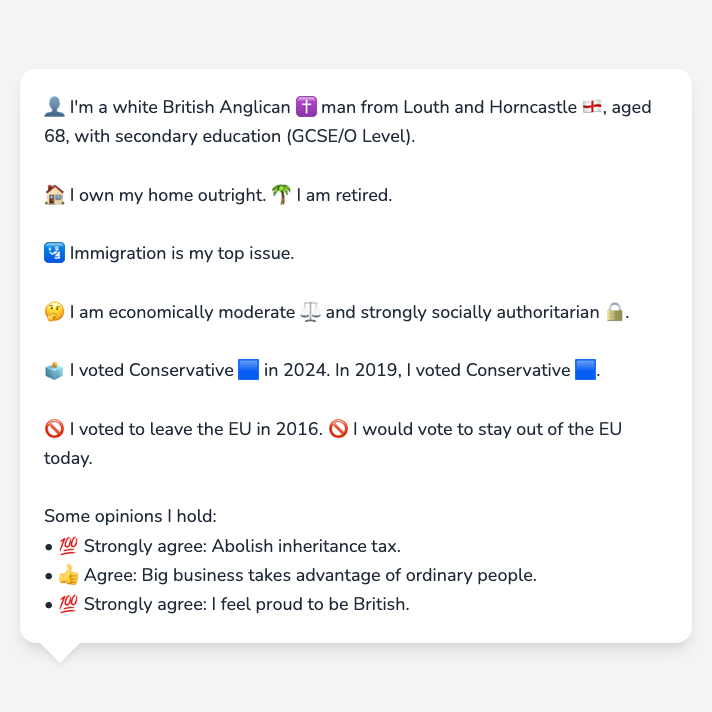 👤 I'm a white British Anglican ✝️ man from Louth and Horncastle 🏴󠁧󠁢󠁥󠁮󠁧󠁿, aged
68, with secondary education (GCSE/O Level).
🏠 I own my home outright. 🌴 I am retired.
🛂 Immigration is my top issue.
🤔 I am economically moderate ⚖️ and strongly socially authoritarian 🔒.
🗳️ I voted Conservative 🟦 in 2024. In 2019, I voted Conservative 🟦.
🚫 I voted to leave the EU in 2016. 🚫 I would vote to stay out of the EU
today.
Some opinions I hold:
• 💯 Strongly agree: Abolish inheritance tax.
• 👍 Agree: Big business takes advantage of ordinary people.
• 💯 Strongly agree: I feel proud to be British.